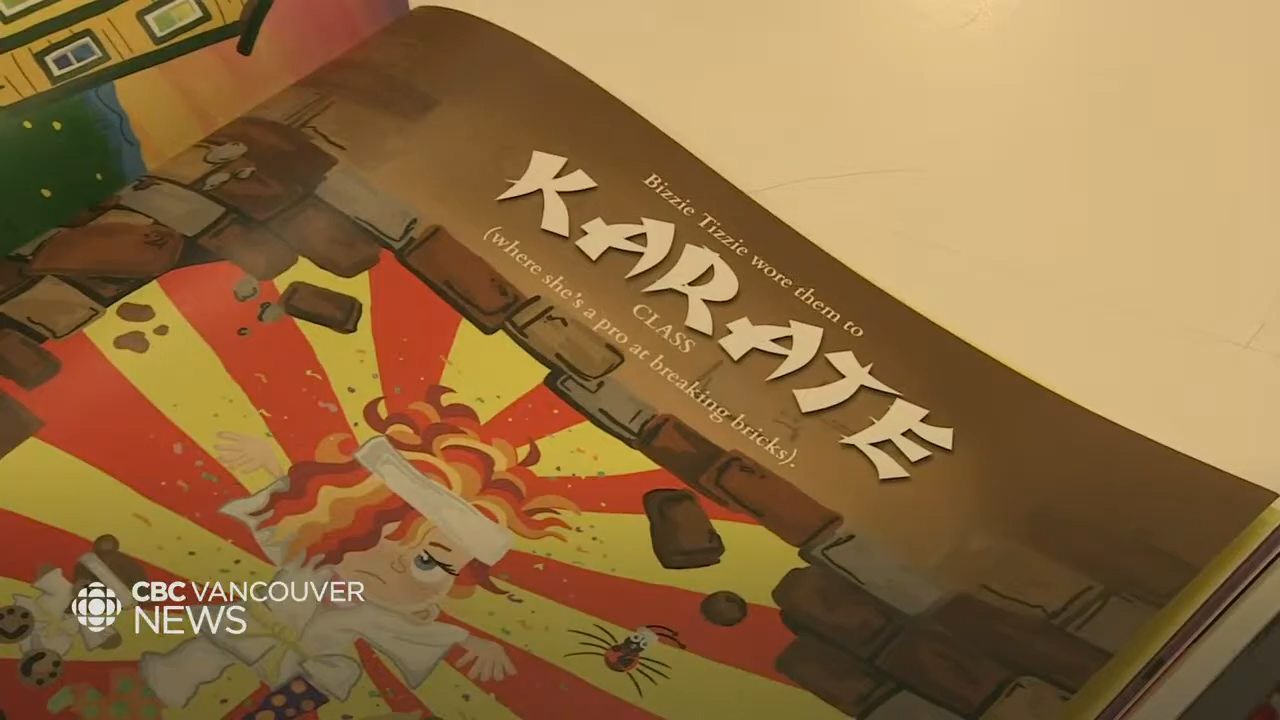 Bizzie Tizzie wore them to
KARATE
CLASS
(where she's a pro at breaking bricks).
CBC VANCOUVER
NEWS